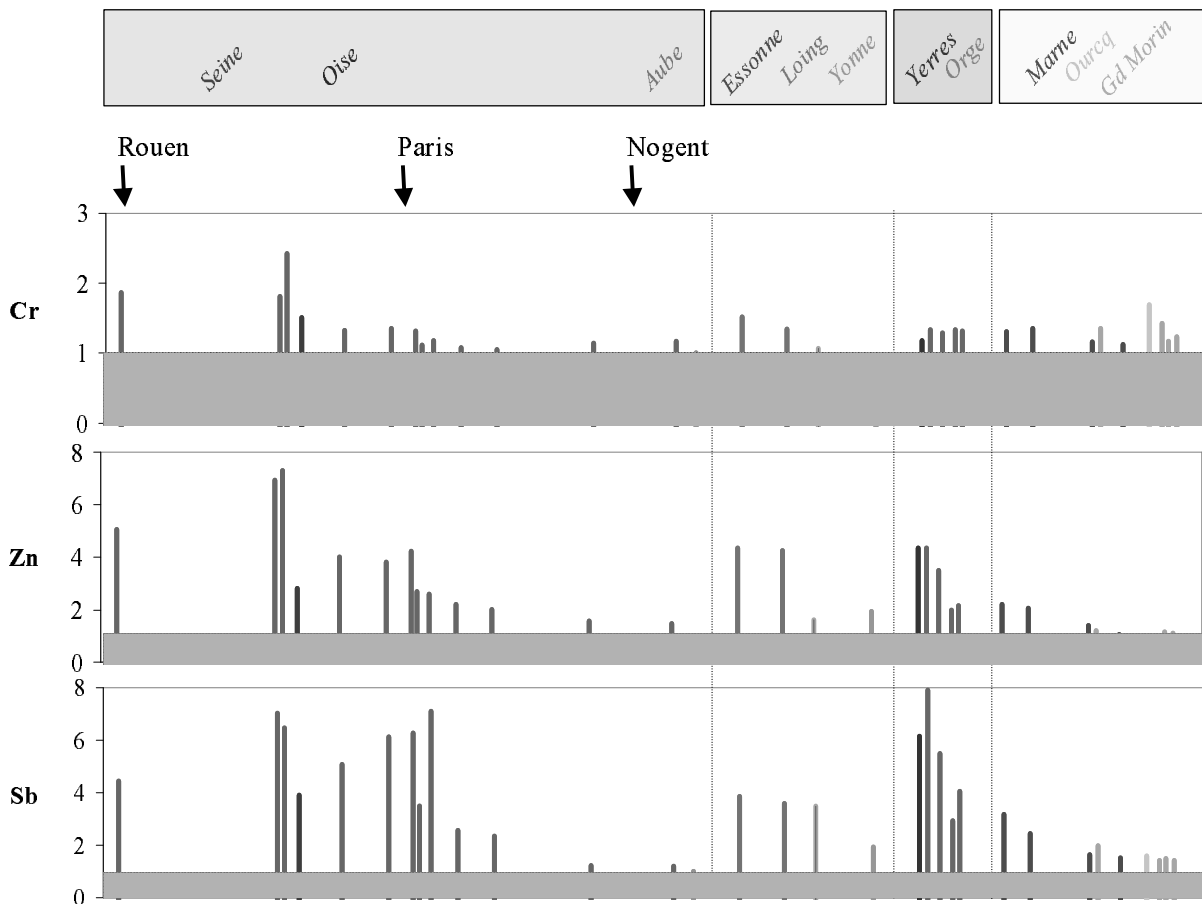 Seine Oise Aube Essonne Loing Yonne Yerres Orge Marne Ourcq Gd Morin
Rouen Paris Nogent
3
2
Cr
1
0
8
6
Zn
4
2
0
8
6
Sb
4
2
0